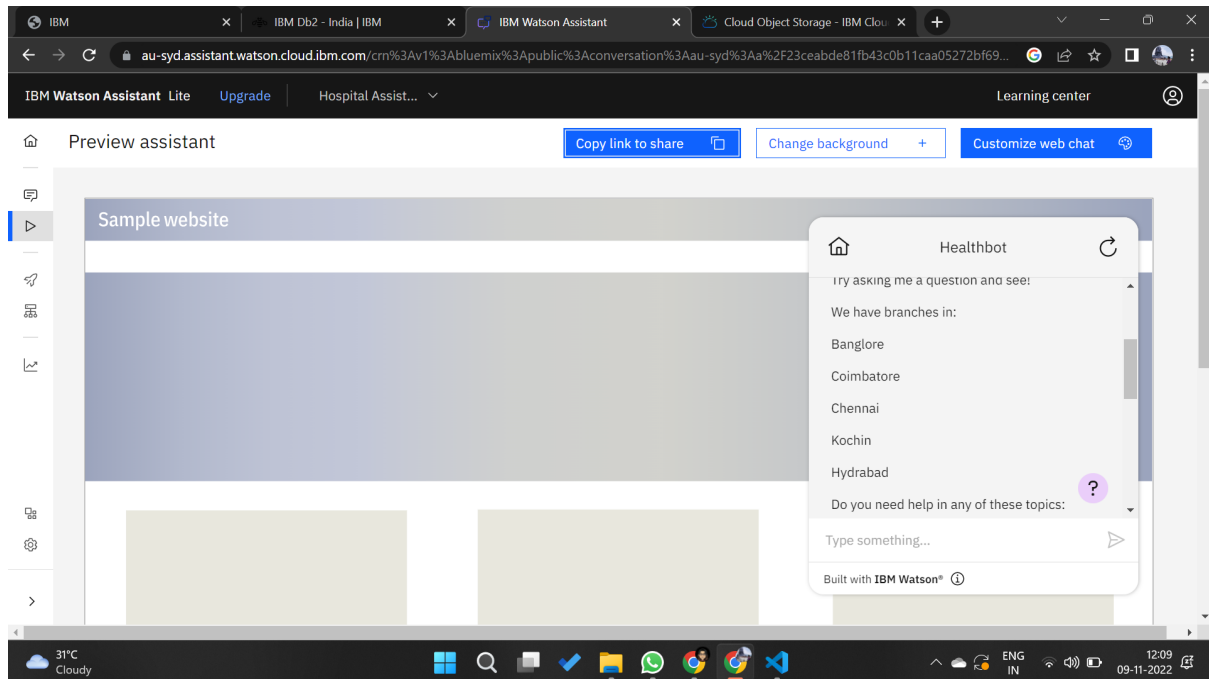 IBM
IBM Db2 - India | IBM
IBM Watson Assistant
Cloud Object Storage - IBM Clou
au-syd.assistant.watson.cloud.ibm.com/crn%3Av1%3Abluemix%3Apublic%3Aconversation%3Aau-syd%3Aa%2F23ceabde81fb43c0b11caa05272bf69...
IBM Watson Assistant Lite
Upgrade
Hospital Assist...
Learning center
Preview assistant
Copy link to share
Change background
Customize web chat
Sample website
Healthbot
Try asking me a question and see!
We have branches in:
Banglore
Coimbatore
Chennai
Kochin
Hydrabad
?
Do you need help in any of these topics:
Type something...
Built with IBM Watson®
31°C
Cloudy
ENG
IN
12:09
09-11-2022